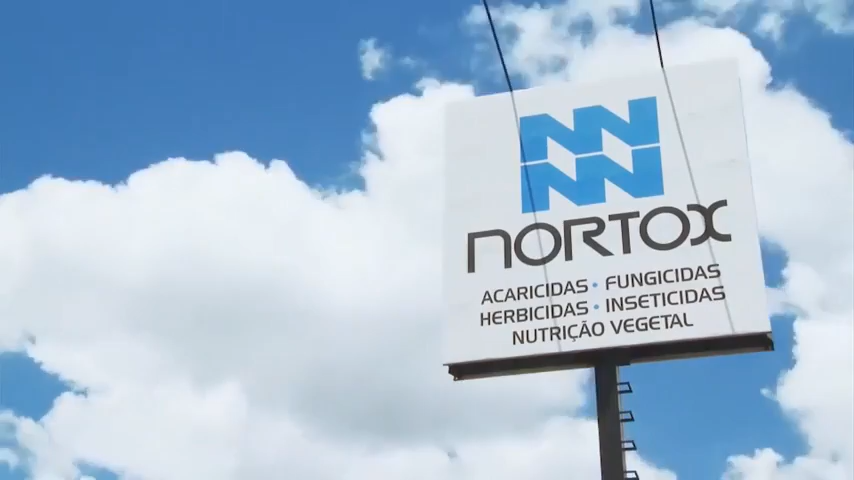 NORTOX
ACARICIDAS • FUNGICIDAS
HERBICIDAS • INSETICIDAS
NUTRIÇÃO VEGETAL